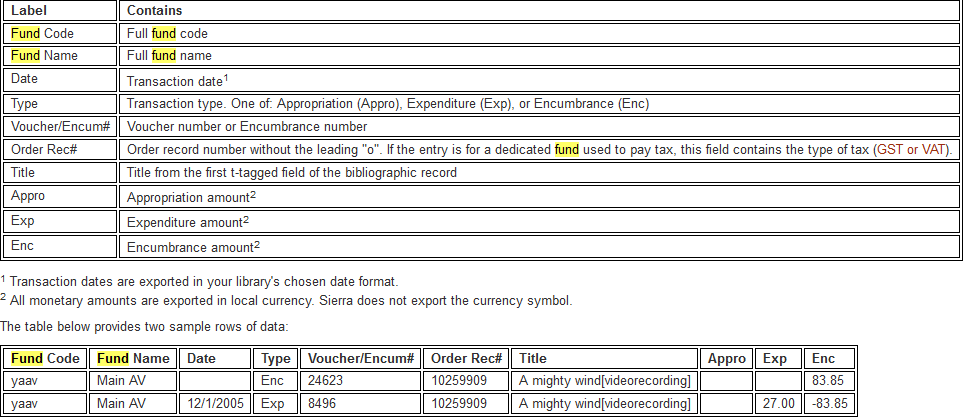 Label Contains
Fund Code Full fund code
Fund Name Full fund name
Date Transaction date1
Type Transaction type. One of: Appropriation (Appro), Expenditure (Exp), or Encumbrance (Enc)
Voucher/Encum# Voucher number or Encumbrance number
Order Rec# Order record number without the leading "o". If the entry is for a dedicated fund used to pay tax, this field contains the type of tax (GST or VAT).
Title Title from the first t-tagged field of the bibliographic record
Appro Appropriation amount2
Exp Expenditure amount2
Enc Encumbrance amount2
1 Transaction dates are exported in your library's chosen date format.
2 All monetary amounts are exported in local currency. Sierra does not export the currency symbol.
The table below provides two sample rows of data:
Fund Code Fund Name Date Type Voucher/Encum# Order Rec# Title Appro Exp Enc
yaav Main AV Enc 24623 10259909 A mighty wind[videorecording] 83.85
yaav Main AV 12/1/2005 Exp 8496 10259909 A mighty wind[videorecording] 27.00 -83.85